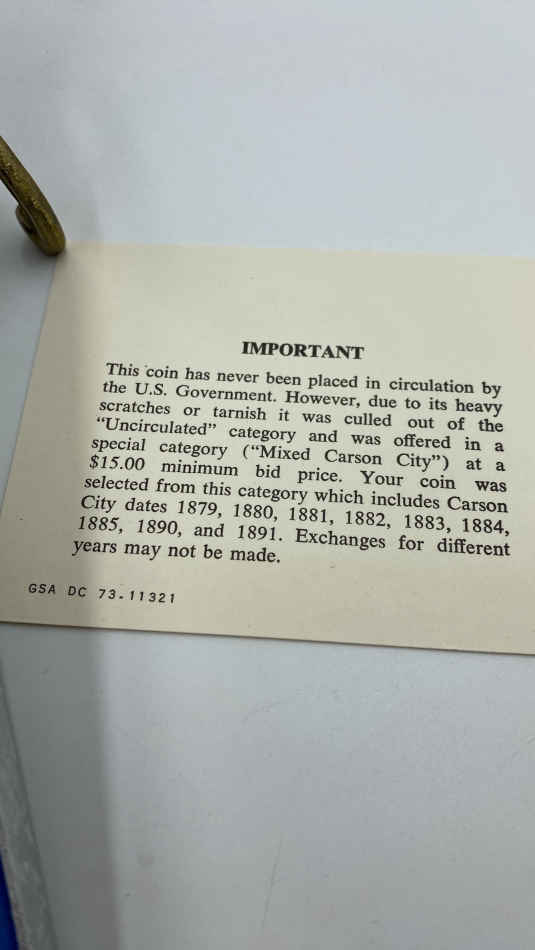 IMPORTANT
This coin has never been placed in circulation by
the U.S. Government. However, due to its heavy
scratches or tarnish it was culled out of the
“Uncirculated” category and was offered in a
special category (“Mixed Carson City”) at a
$15.00 minimum bid price. Your coin was
selected from this category which includes Carson
City dates 1879, 1880, 1881, 1882, 1883, 1884,
1885, 1890, and 1891. Exchanges for different
years may not be made.
GSA DC 73-11321